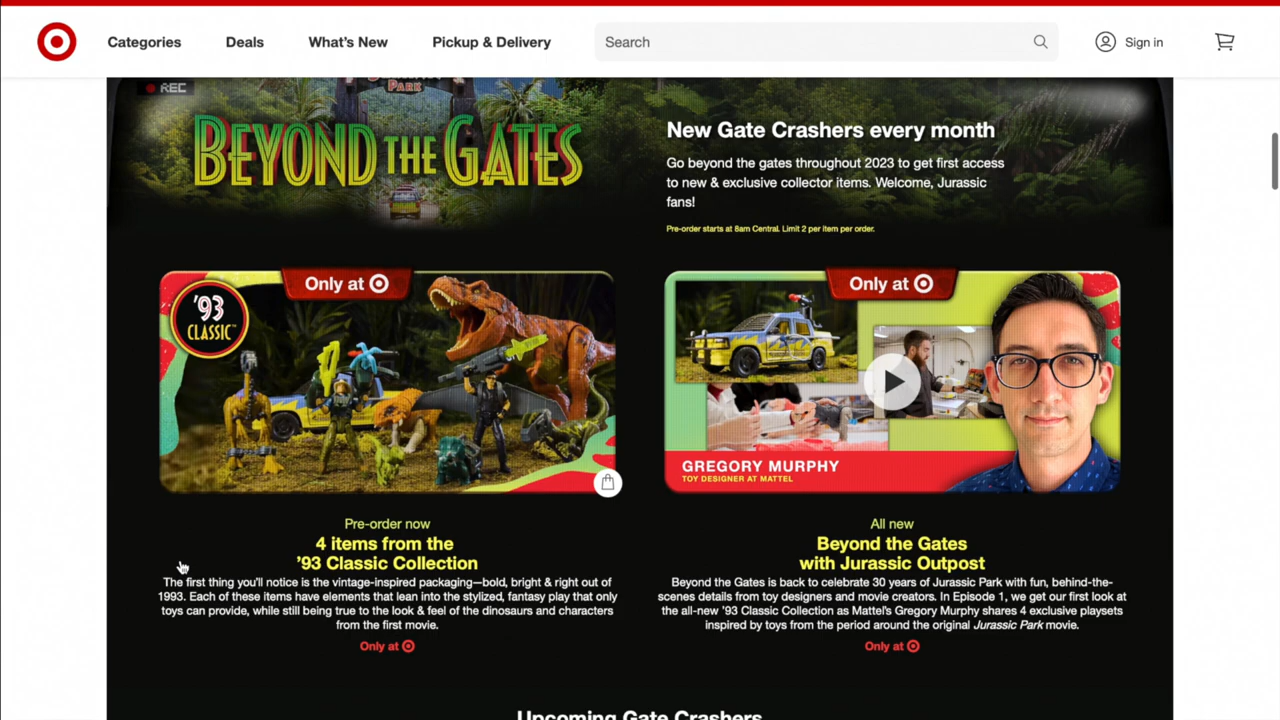 Categories
Deals
What's New
Pickup & Delivery
Search
Sign in
REC
PARK
BEYOND THE GATES
New Gate Crashers every month
Go beyond the gates throughout 2023 to get first access
to new & exclusive collector items. Welcome, Jurassic
fans!
Pre-order starts at 8am Central. Limit 2 per item per order.
Only at
'93
CLASSIC™
Only at
GREGORY MURPHY
TOY DESIGNER AT MATTEL
Pre-order now
4 items from the
'93 Classic Collection
The first thing you'll notice is the vintage-inspired packaging—bold, bright & right out of
1993. Each of these items have elements that lean into the stylized, fantasy play that only
toys can provide, while still being true to the look & feel of the dinosaurs and characters
from the first movie.
Only at
All new
Beyond the Gates
with Jurassic Outpost
Beyond the Gates is back to celebrate 30 years of Jurassic Park with fun, behind-the-
scenes details from toy designers and movie creators. In Episode 1, we get our first look at
the all-new '93 Classic Collection as Mattel's Gregory Murphy shares 4 exclusive playsets
inspired by toys from the period around the original Jurassic Park movie.
Only at
Upcoming Gate Crashers